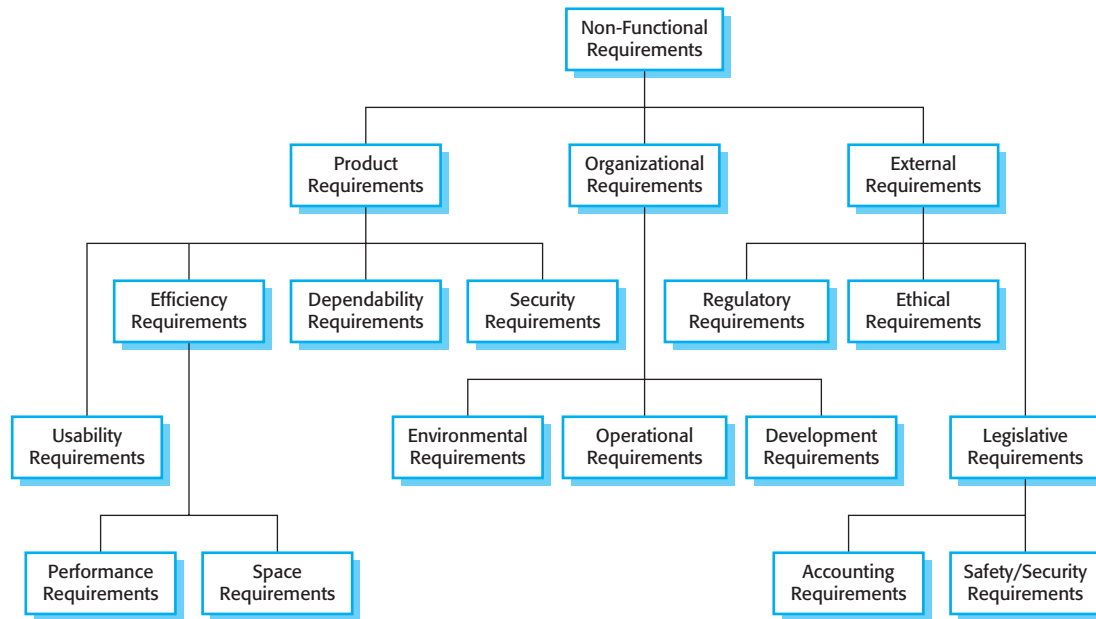 Non-Functional
Requirements
Product
Requirements
Organizational
Requirements
External
Requirements
Efficiency
Requirements
Dependability
Requirements
Security
Requirements
Regulatory
Requirements
Ethical
Requirements
Usability
Requirements
Environmental
Requirements
Operational
Requirements
Development
Requirements
Legislative
Requirements
Performance
Requirements
Space
Requirements
Accounting
Requirements
Safety/Security
Requirements